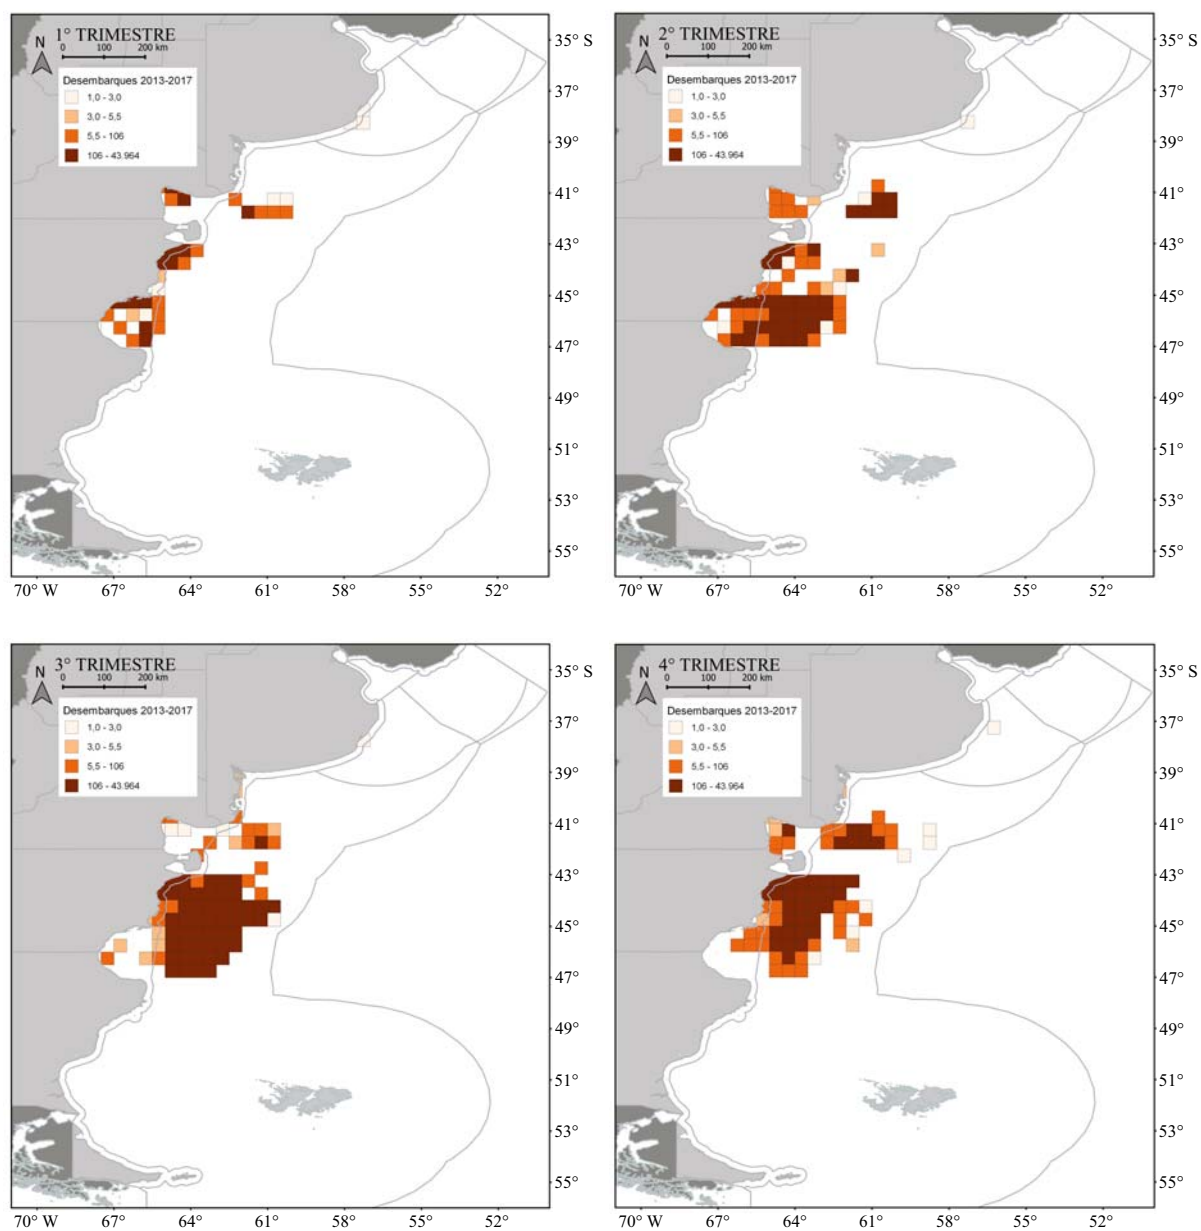 1° TRIMESTRE
N
0 100 200 km
Desembarques 2013-2017
1,0 - 3,0
3,0 - 5,5
5,5 - 106
106 - 43.964
2° TRIMESTRE
N
0 100 200 km
Desembarques 2013-2017
1,0 - 3,0
3,0 - 5,5
5,5 - 106
106 - 43.964
35° S
37°
39°
41°
43°
45°
47°
49°
51°
53°
55°
35° S
37°
39°
41°
43°
45°
47°
49°
51°
53°
55°
70° W 67° 64° 61° 58° 55° 52°
70° W 67° 64° 61° 58° 55° 52°
3° TRIMESTRE
N
0 100 200 km
Desembarques 2013-2017
1,0 - 3,0
3,0 - 5,5
5,5 - 106
106 - 43.964
4° TRIMESTRE
N
0 100 200 km
Desembarques 2013-2017
1,0 - 3,0
3,0 - 5,5
5,5 - 106
106 - 43.964
35° S
37°
39°
41°
43°
45°
47°
49°
51°
53°
55°
35° S
37°
39°
41°
43°
45°
47°
49°
51°
53°
55°
70° W 67° 64° 61° 58° 55° 52°
70° W 67° 64° 61° 58° 55° 52°